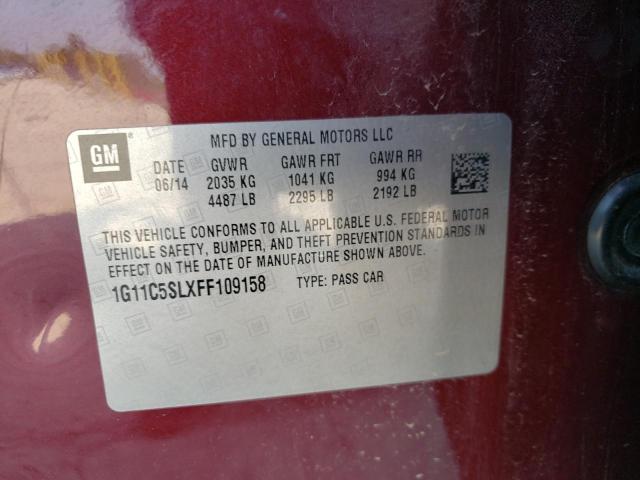 GM
MFD BY GENERAL MOTORS LLC
DATE GVWR GAWR FRT GAWR RR
06/14 2035 KG 1041 KG 994 KG
4487 LB 2295 LB 2192 LB
THIS VEHICLE CONFORMS TO ALL APPLICABLE U.S. FEDERAL MOTOR
VEHICLE SAFETY, BUMPER, AND THEFT PREVENTION STANDARDS IN
EFFECT ON THE DATE OF MANUFACTURE SHOWN ABOVE.
1G11C5SLXFF109158 TYPE: PASS CAR